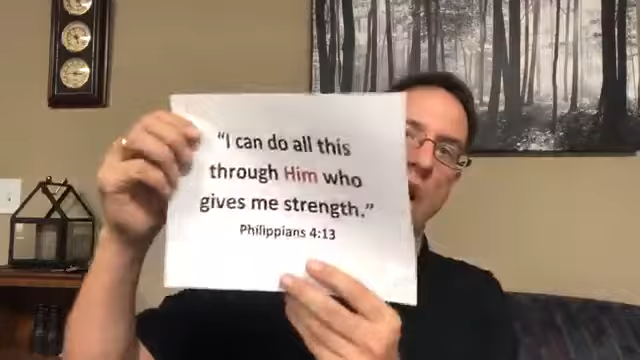 “I can do all this
through Him who
gives me strength.”
Philippians 4:13